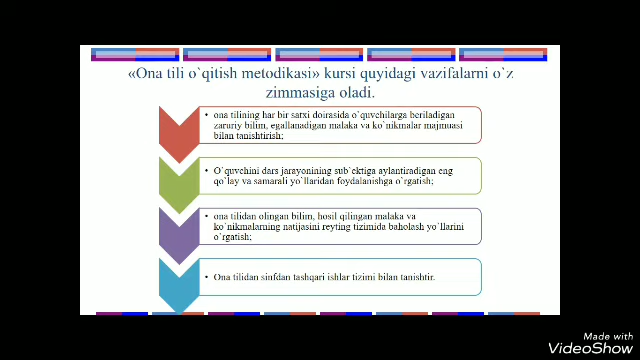 «Ona tili o`qitish metodikasi» kursi quyidagi vazifalarni o`z
zimmasiga oladi.
• ona tilining har bir satxi doirasida o`quvchilarga beriladigan
zaruriy bilim, egallanadigan malaka va ko`nikmalar majmuasi
bilan tanishtirish;
• O`quvchini dars jarayonining sub`ektiga aylantiradigan eng
qo`lay va samarali yo`llaridan foydalanishga o`rgatish;
• ona tilidan olingan bilim, hosil qilingan malaka va
ko`nikmalarning natijasini reyting tizimida baholash yo`llarini
o`rgatish;
• Ona tilidan sinfdan tashqari ishlar tizimi bilan tanishtir.
Made with
VideoShow